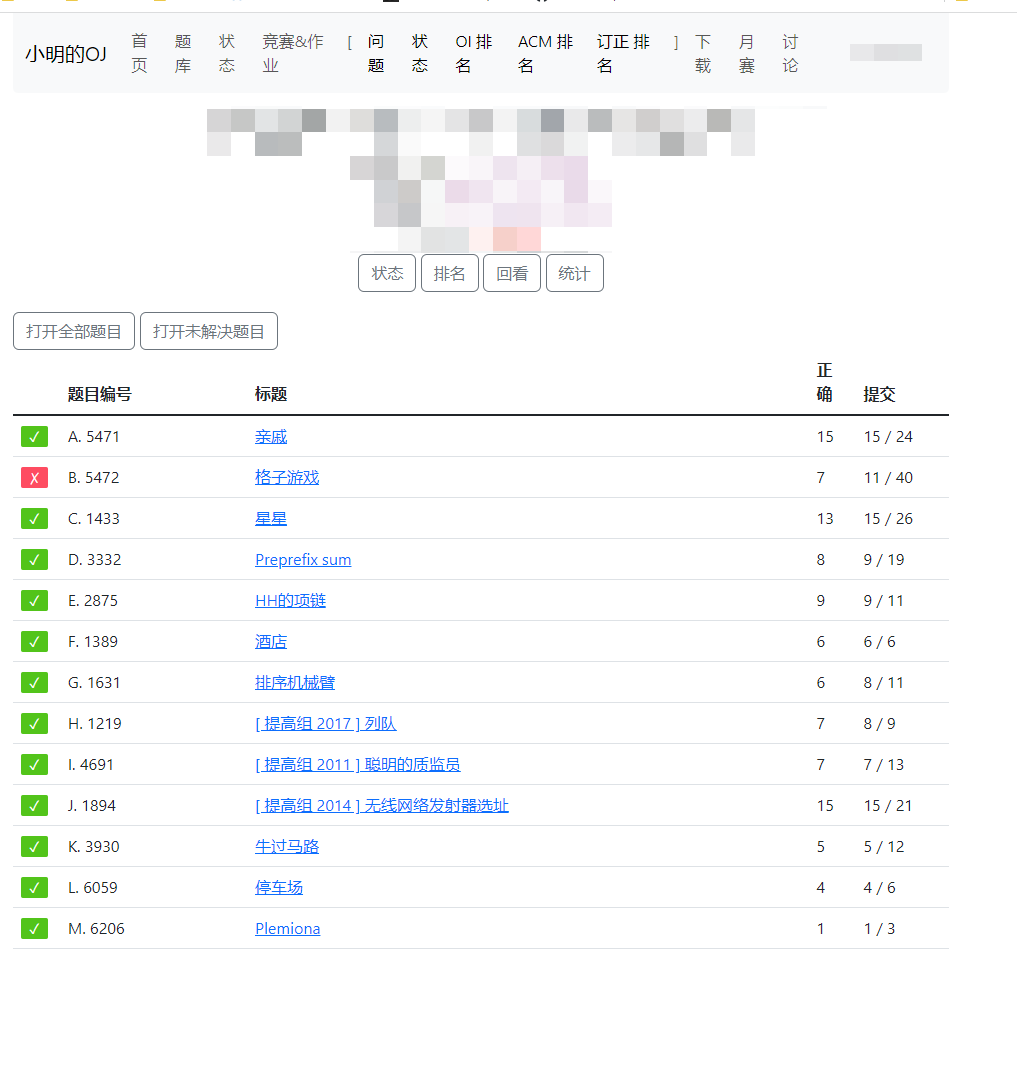 小明的OJ 首页 题库 状态 竞赛&作业 [ 问题 状态 OI 排名 ACM 排名 订正 排名 ] 下载 月赛 讨论
状态 排名 回看 统计
打开全部题目 打开未解决题目
题目编号 标题 正确 提交
✓ A. 5471 亲戚 15 15 / 24
✗ B. 5472 格子游戏 7 11 / 40
✓ C. 1433 星星 13 15 / 26
✓ D. 3332 Preprefix sum 8 9 / 19
✓ E. 2875 HH的项链 9 9 / 11
✓ F. 1389 酒店 6 6 / 6
✓ G. 1631 排序机械臂 6 8 / 11
✓ H. 1219 [ 提高组 2017 ] 列队 7 8 / 9
✓ I. 4691 [ 提高组 2011 ] 聪明的质监员 7 7 / 13
✓ J. 1894 [ 提高组 2014 ] 无线网络发射器选址 15 15 / 21
✓ K. 3930 牛过马路 5 5 / 12
✓ L. 6059 停车场 4 4 / 6
✓ M. 6206 Plemiona 1 1 / 3